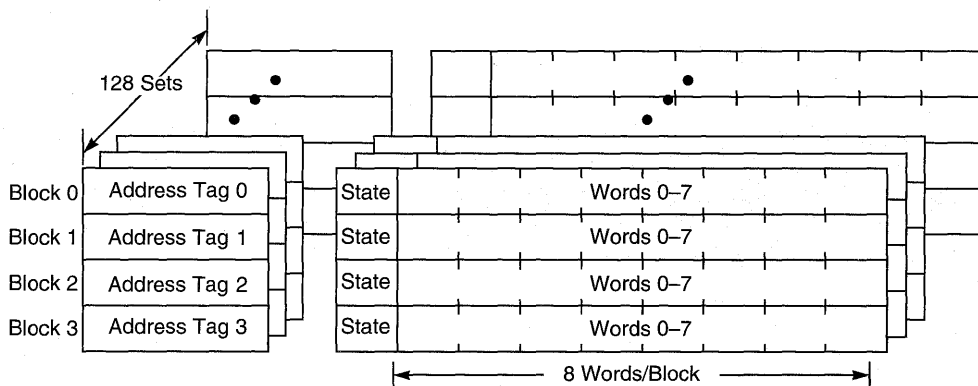 128 Sets
Block 0 Address Tag 0 State Words 0–7
Block 1 Address Tag 1 State Words 0–7
Block 2 Address Tag 2 State Words 0–7
Block 3 Address Tag 3 State Words 0–7
8 Words/Block